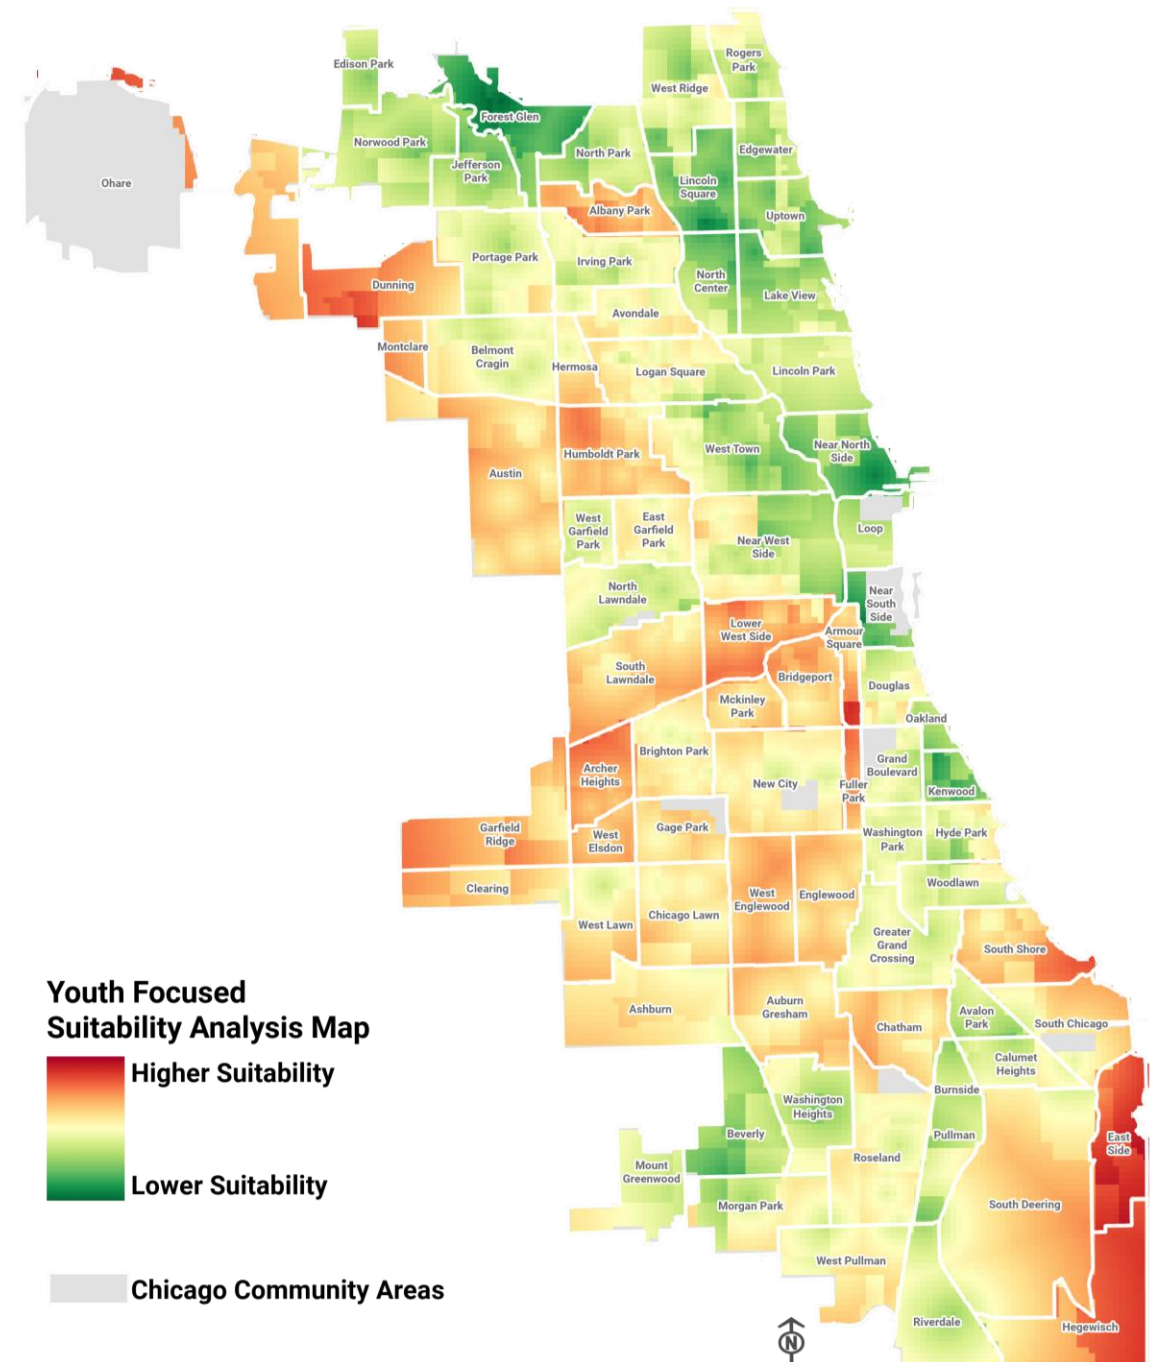 Edison Park
Rogers
Park
West Ridge
Forest Glen
Norwood Park
North Park
Edgewater
Jefferson
Park
Ohare
Lincoln
Square
Albany Park
Uptown
Portage Park
Irving Park
North
Center
Dunning
Lake View
Avondale
Montclare
Belmont
Cragin
Hermosa
Logan Square
Lincoln Park
West Town
Near North
Side
Humboldt Park
Austin
West
Garfield
Park
East
Garfield
Park
Loop
Near West
Side
North
Lawndale
Near
South
Side
Lower
West Side
Armour
Square
South
Lawndale
Bridgeport
Douglas
Mckinley
Park
Oakland
Brighton Park
Grand
Boulevard
Archer
Heights
New City
Fuller
Park
Kenwood
Garfield
Ridge
West
Elsdon
Gage Park
Washington
Park
Hyde Park
Clearing
Woodlawn
West
Englewood
Englewood
Chicago Lawn
West Lawn
Greater
Grand
Crossing
South Shore
Youth Focused
Suitability Analysis Map
Higher Suitability
Lower Suitability
Chicago Community Areas
Ashburn
Auburn
Gresham
Chatham
Avalon
Park
South Chicago
Calumet
Heights
Burnside
Washington
Heights
Beverly
Pullman
East
Side
Roseland
Mount
Greenwood
Morgan Park
South Deering
West Pullman
Riverdale
Hegewisch
N